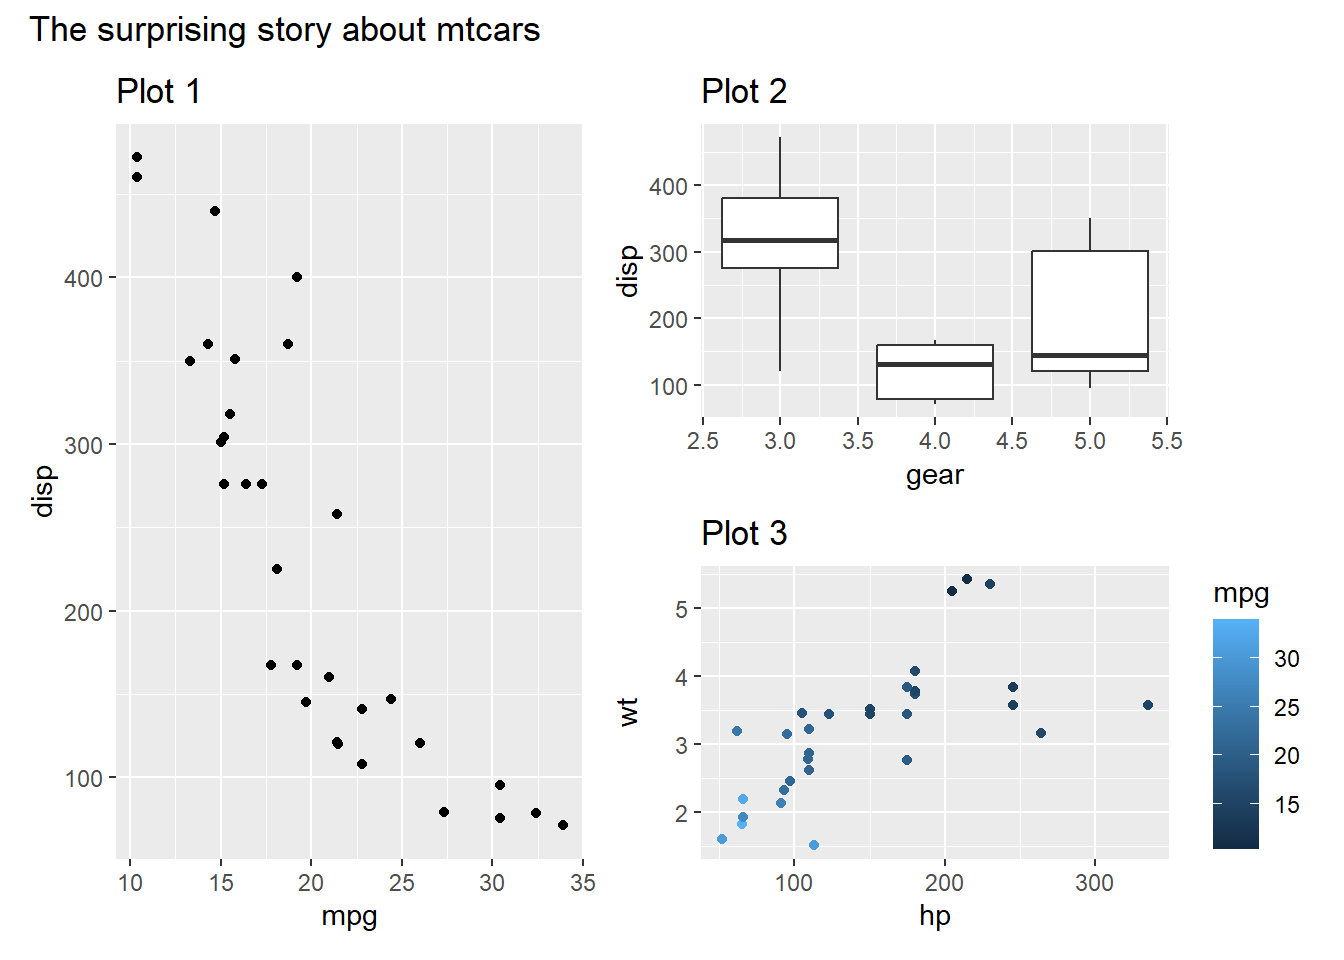 The surprising story about mtcars
Plot 1
400
300
200
100
disp
10 15 20 25 30 35
mpg
Plot 2
400
300
200
100
disp
2.5 3.0 3.5 4.0 4.5 5.0 5.5
gear
Plot 3
5
4
3
2
wt
100 200 300
hp
mpg
30
25
20
15